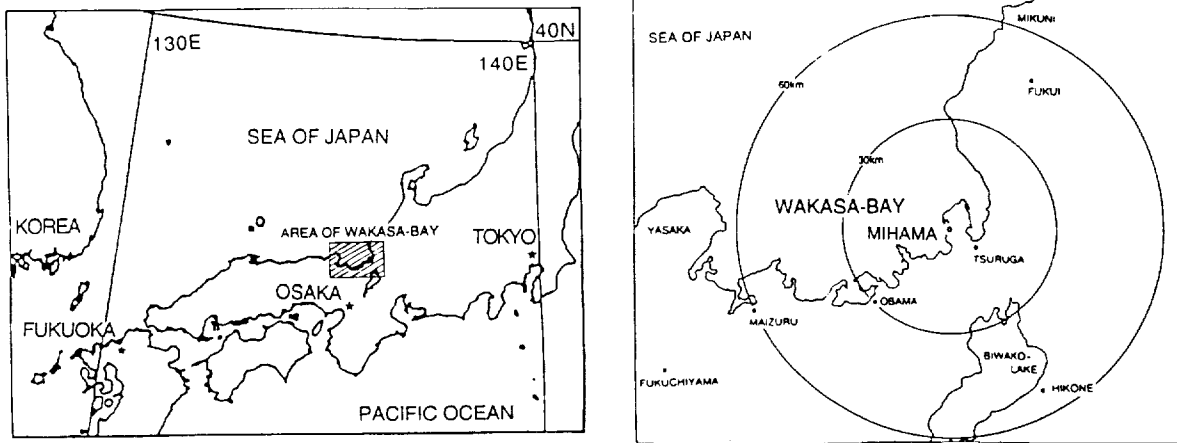 40N
130E
140E
SEA OF JAPAN
KOREA
AREA OF WAKASA-BAY
TOKYO
OSAKA
FUKUOKA
PACIFIC OCEAN
MIKUNI
SEA OF JAPAN
60km
FUKUI
30km
WAKASA-BAY
YASAKA
MIHAMA
TSURUGA
OBAMA
MAIZURU
BIWAKO-
LAKE
FUKUCHIYAMA
HIKONE